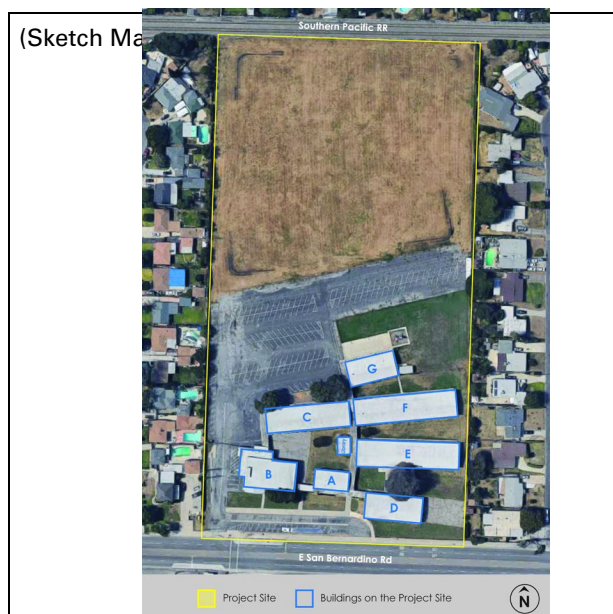 (Sketch Ma
Southern Pacific RR
G
F
C
E
B
A
D
E San Bernardino Rd
Project Site
Buildings on the Project Site
N